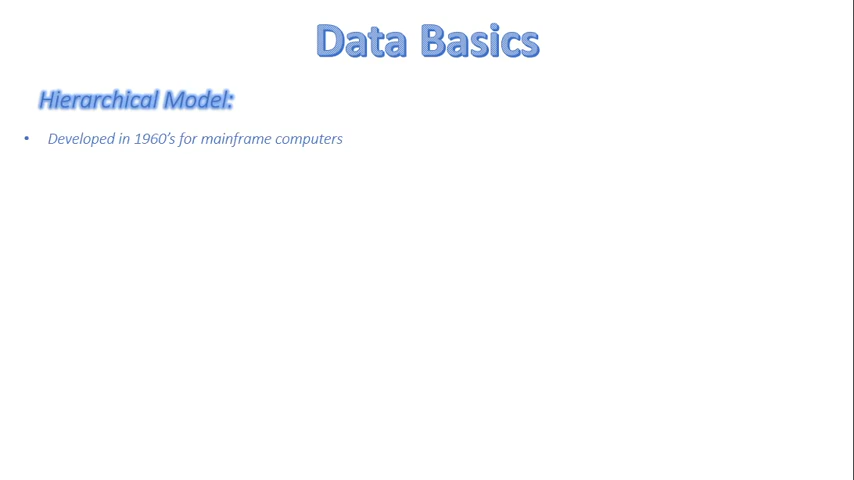 Data Basics
Hierarchical Model:
• Developed in 1960’s for mainframe computers